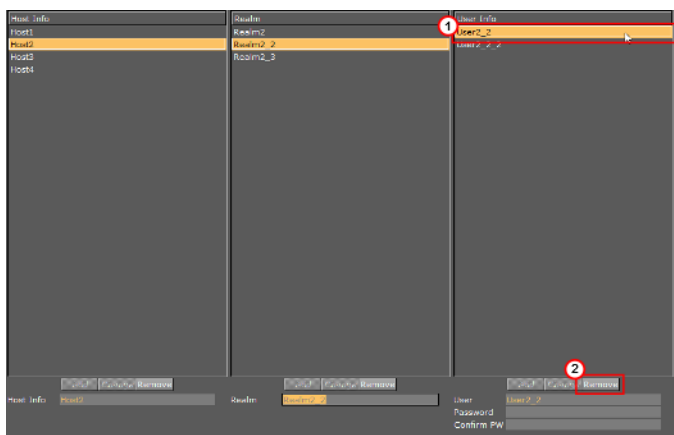 Host Info
Host1
Host2
Host3
Host4
Realm
Realm2
Realm2_2
Realm2_3
1
User Info
User2_2
User2_2_2
Remove
Remove
2
Remove
Host Info Host2
Realm Realm2_2
User User2_2
Password
Confirm PW